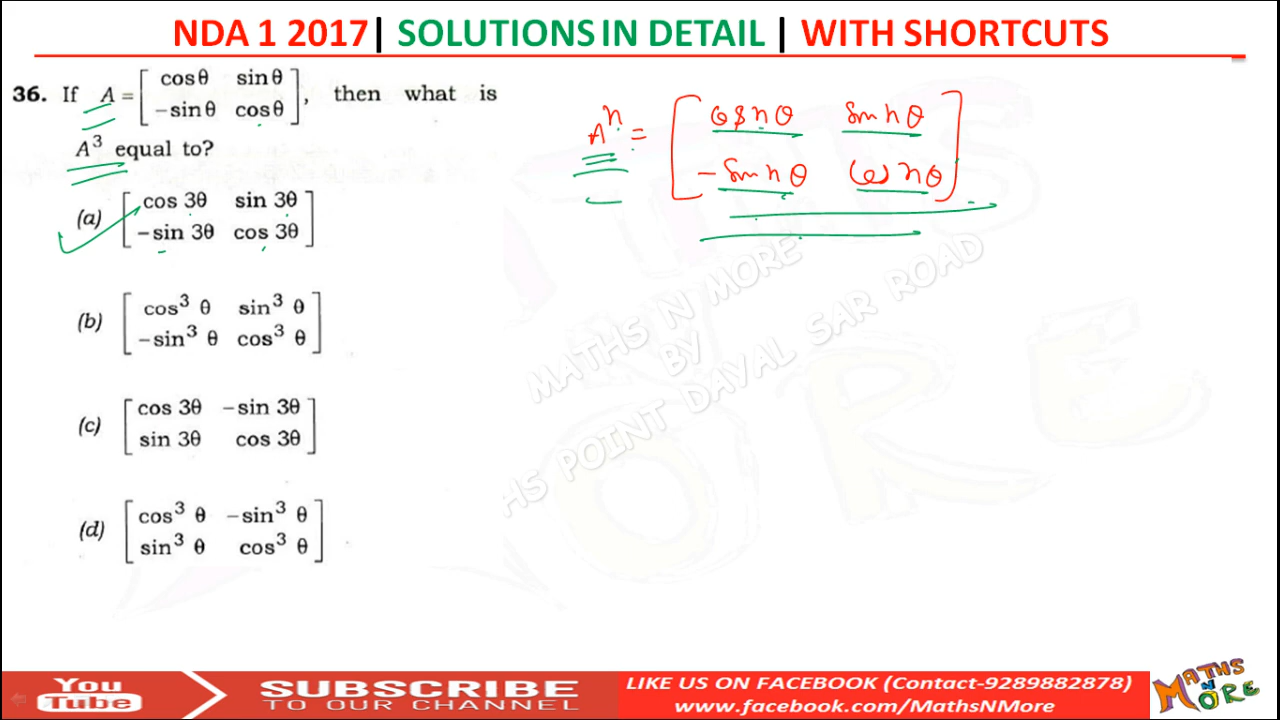 NDA 1 2017| SOLUTIONS IN DETAIL | WITH SHORTCUTS
36. If A = [ cosθ sinθ
-sinθ cosθ ], then what is
A³ equal to?
(a) [ cos 3θ sin 3θ
-sin 3θ cos 3θ ]
(b) [ cos³ θ sin³ θ
-sin³ θ cos³ θ ]
(c) [ cos 3θ -sin 3θ
sin 3θ cos 3θ ]
(d) [ cos³ θ -sin³ θ
sin³ θ cos³ θ ]
Aⁿ = [ cos nθ sin nθ
- sin nθ cos nθ ]
MATHS N MORE
BY
HS POINT DAYAL SAR ROAD
ORE
You
Tube
SUBSCRIBE
TO OUR CHANNEL
LIKE US ON FACEBOOK (Contact-9289882878)
www.facebook.com/MathsNMore
MATHS
N
MORE